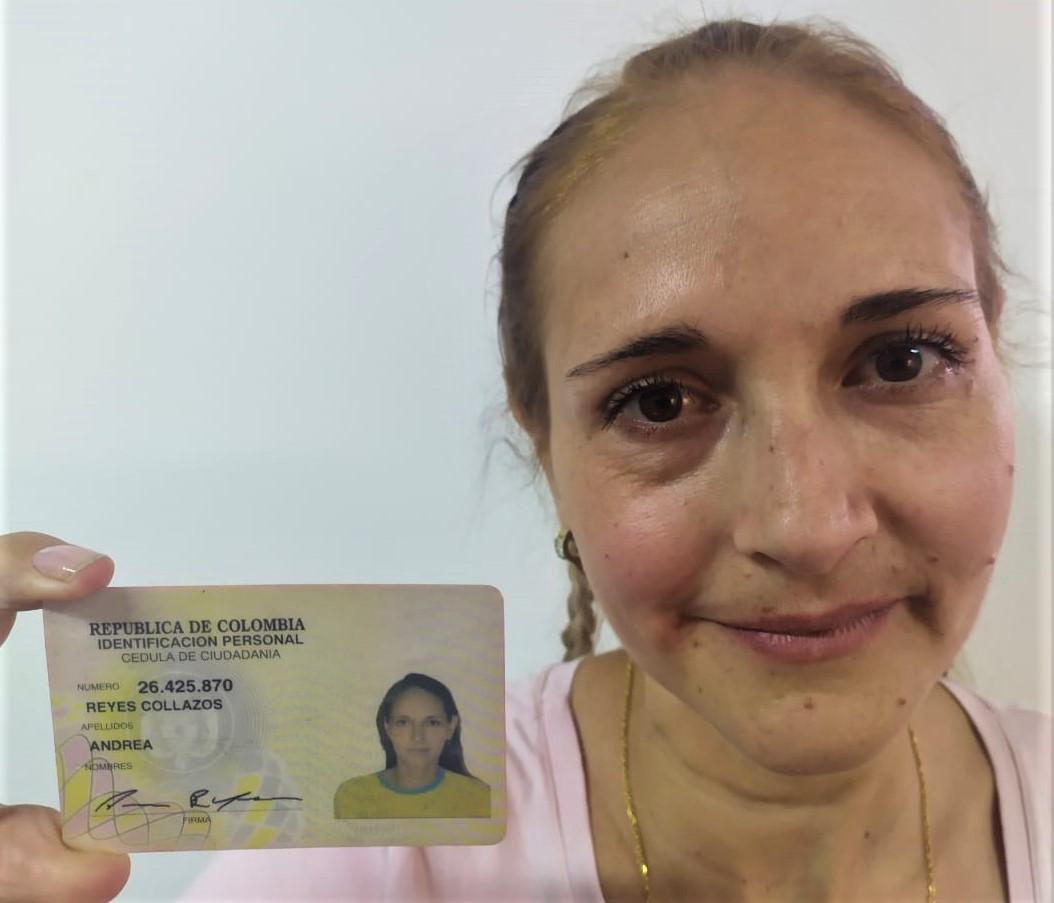 REPUBLICA DE COLOMBIA
IDENTIFICACION PERSONAL
CEDULA DE CIUDADANIA
NUMERO 26.425.870
REYES COLLAZOS
APELLIDOS
ANDREA
NOMBRES
FIRMA